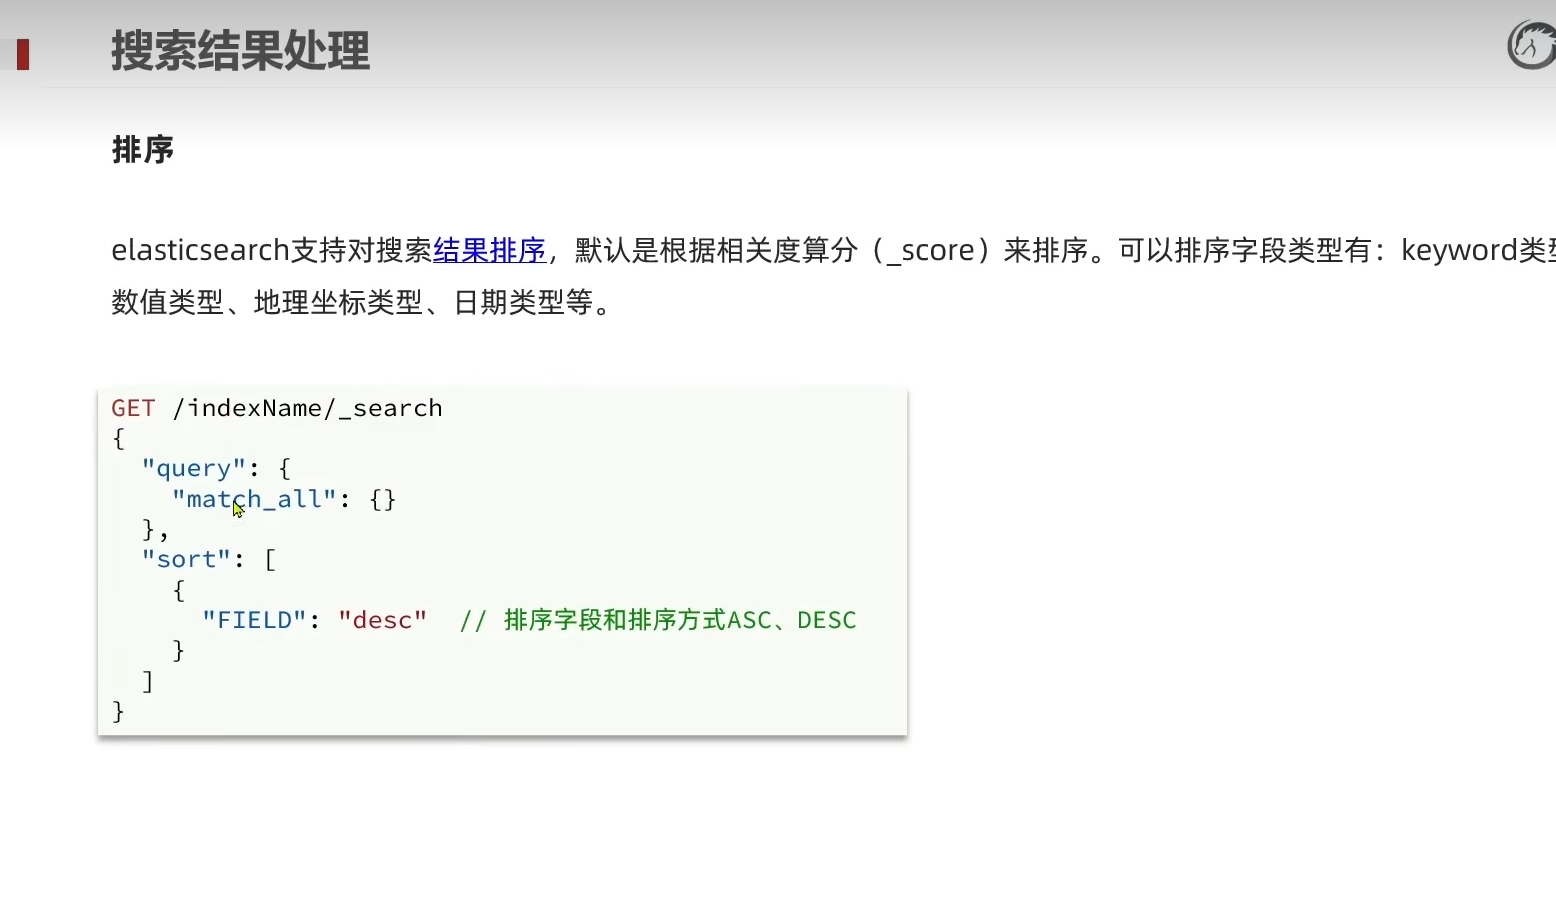 搜索结果处理
排序
elasticsearch支持对搜索结果排序，默认是根据相关度算分（_score）来排序。可以排序字段类型有：keyword类
数值类型、地理坐标类型、日期类型等。
GET /indexName/_search
{
  "query": {
    "match_all": {}
  },
  "sort": [
    {
      "FIELD": "desc"  // 排序字段和排序方式ASC、DESC
    }
  ]
}